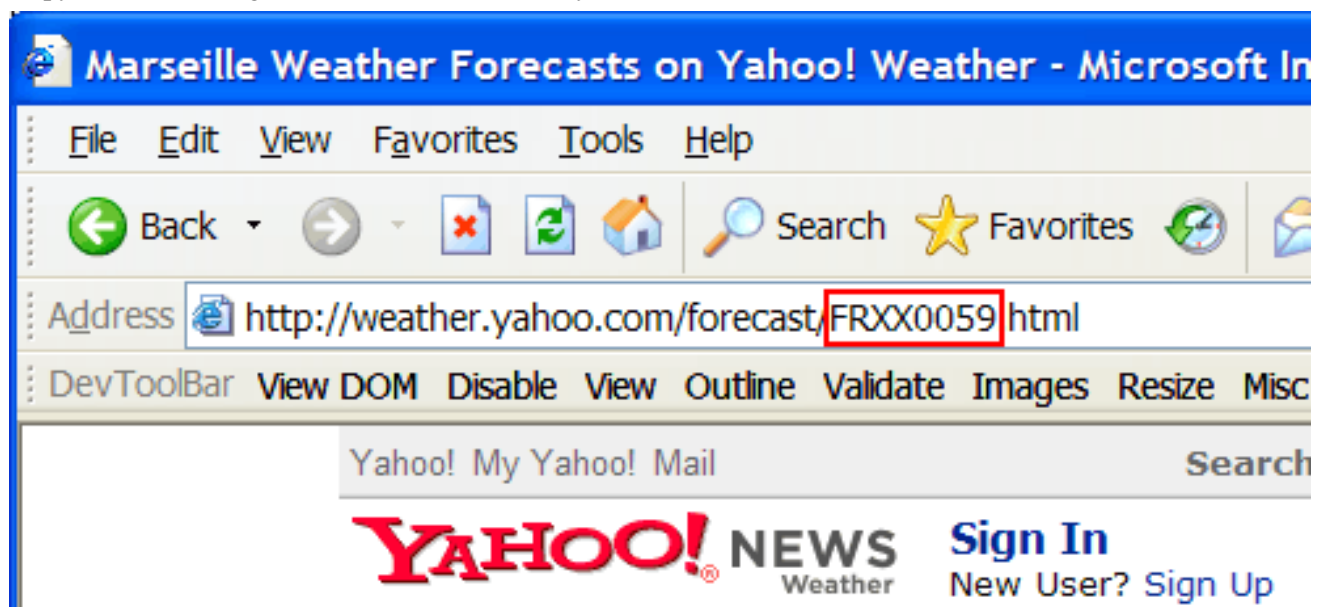 Marseille Weather Forecasts on Yahoo! Weather - Microsoft In
File Edit View Favorites Tools Help
Back Search Favorites
Address http://weather.yahoo.com/forecast/FRXX0059.html
DevToolBar View DOM Disable View Outline Validate Images Resize Misc
Yahoo! My Yahoo! Mail Search
YAHOO!® NEWS Weather
Sign In
New User? Sign Up